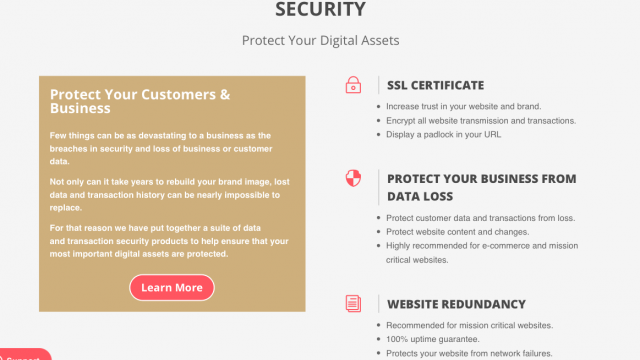 SECURITY
Protect Your Digital Assets
Protect Your Customers &
Business
Few things can be as devastating to a business as the
breaches in security and loss of business or customer
data.
Not only can it take years to rebuild your brand image, lost
data and transaction history can be nearly impossible to
replace.
For that reason we have put together a suite of data
and transaction security products to help ensure that your
most important digital assets are protected.
Learn More
SSL CERTIFICATE
Increase trust in your website and brand.
Encrypt all website transmission and transactions.
Display a padlock in your URL
PROTECT YOUR BUSINESS FROM
DATA LOSS
Protect customer data and transactions from loss.
Protect website content and changes.
Highly recommended for e-commerce and mission
critical websites.
WEBSITE REDUNDANCY
Recommended for mission critical websites.
100% uptime guarantee.
Protects your website from network failures.
Support